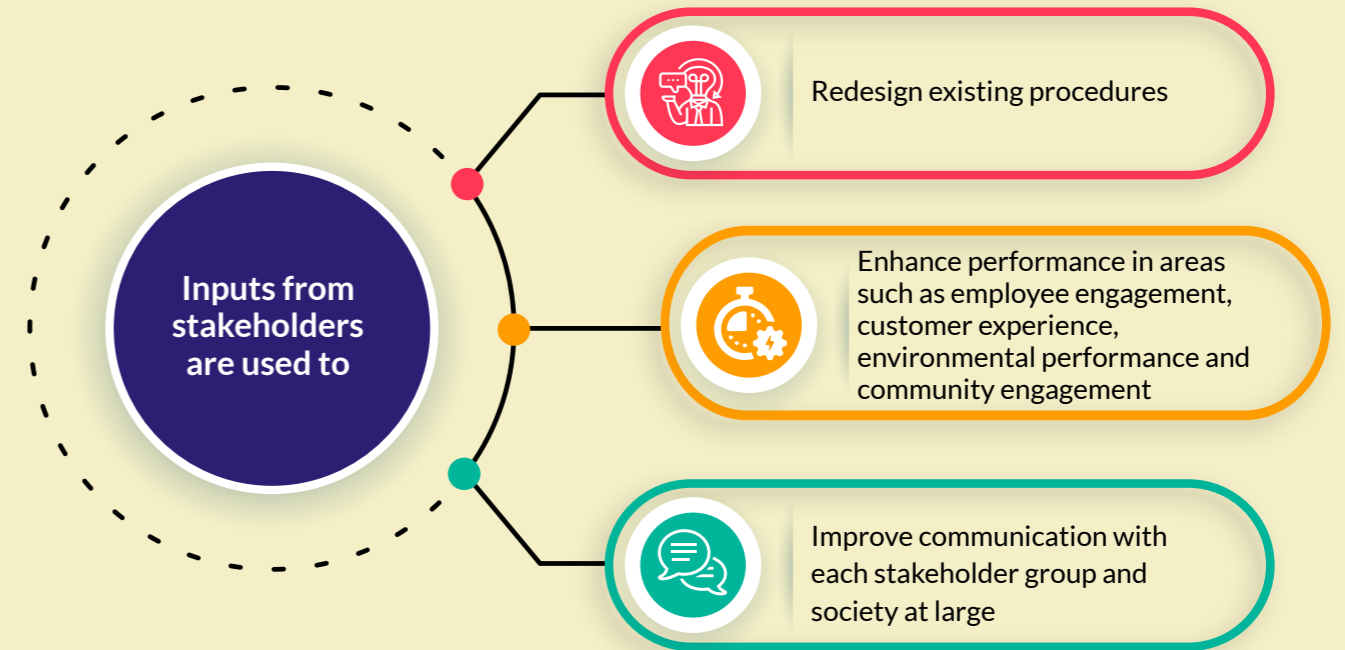 Inputs from
stakeholders
are used to
Redesign existing procedures
Enhance performance in areas
such as employee engagement,
customer experience,
environmental performance and
community engagement
Improve communication with
each stakeholder group and
society at large